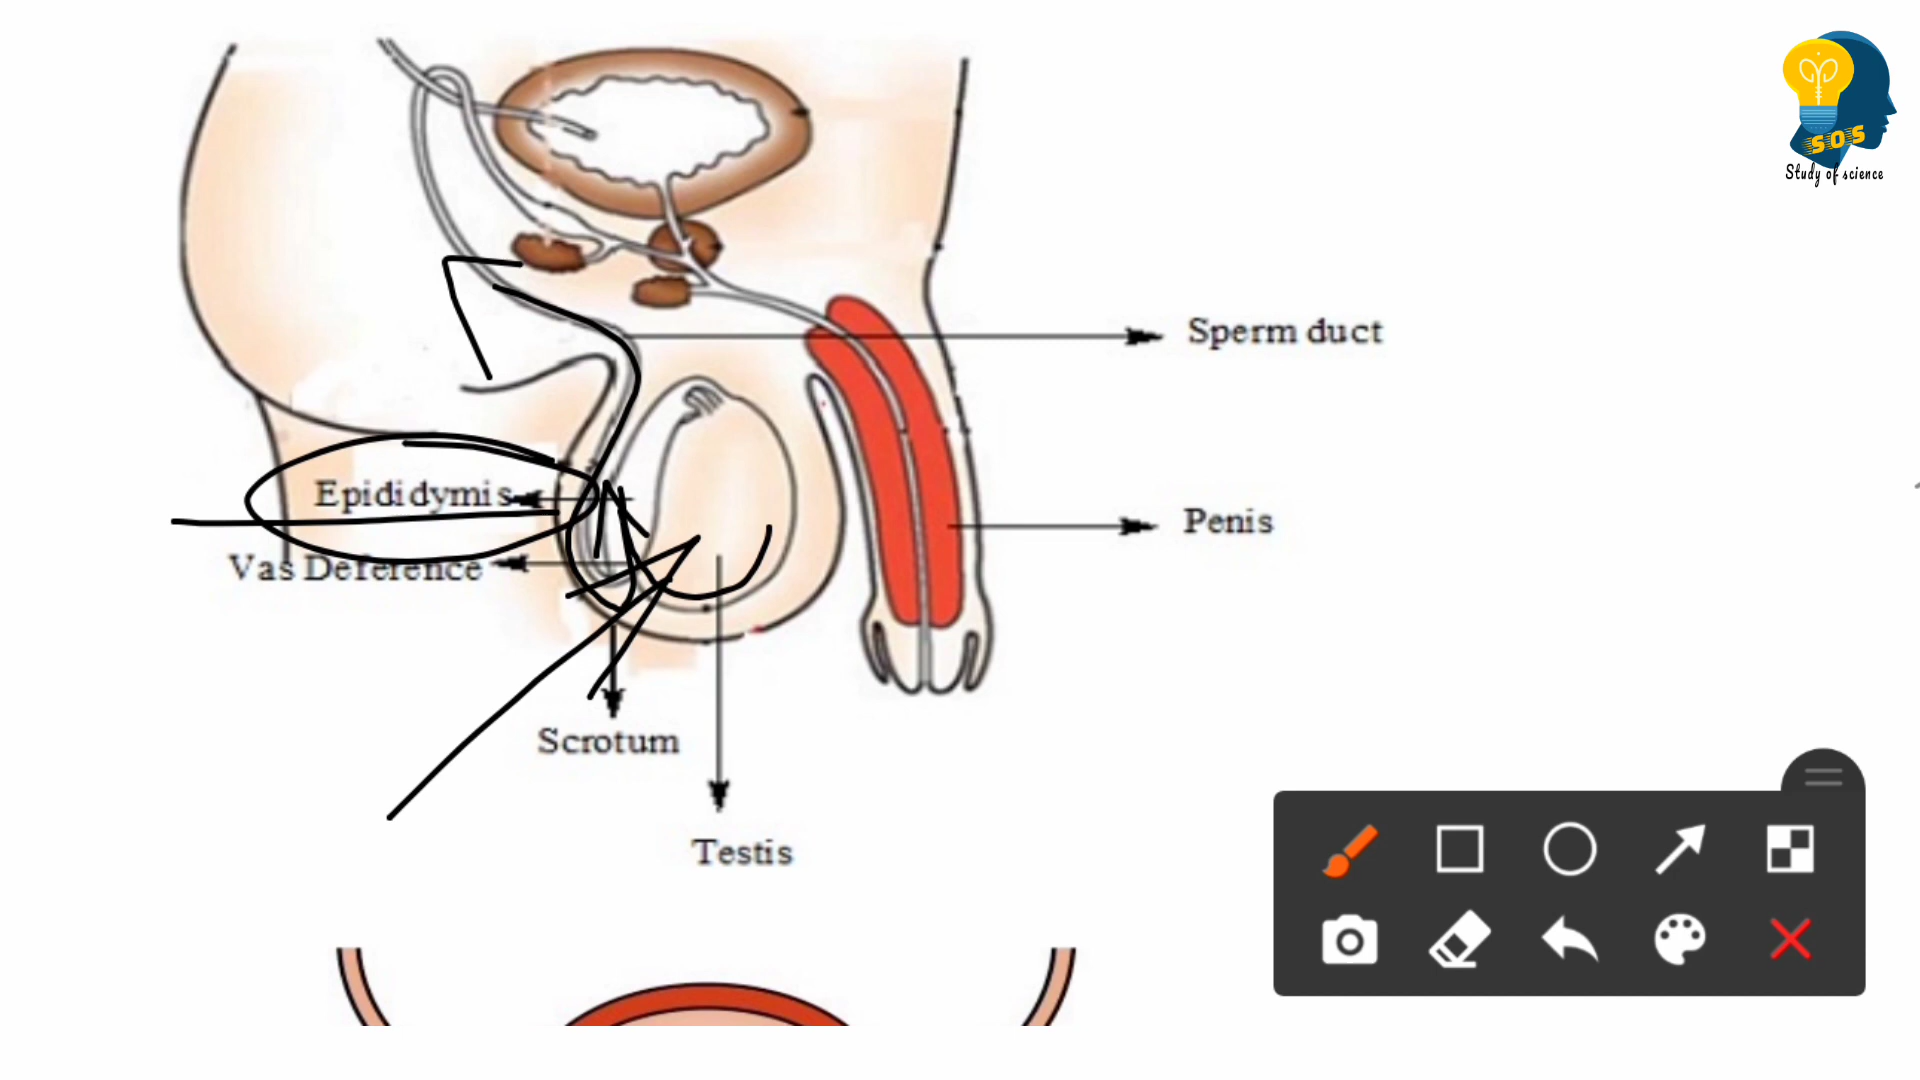 SOS
Study of science
Sperm duct
Epididymis
Penis
Vas Deference
Scrotum
Testis